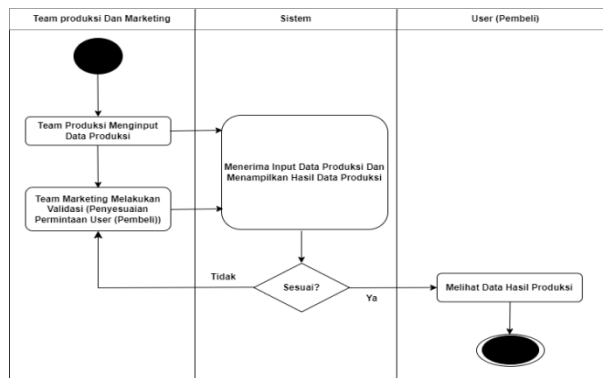 Team produksi Dan Marketing
Sistem
User (Pembeli)
Team Produksi Menginput
Data Produksi
Menerima Input Data Produksi Dan
Menampilkan Hasil Data Produksi
Team Marketing Melakukan
Validasi (Penyesuaian
Permintaan User (Pembeli))
Tidak
Sesuai?
Ya
Melihat Data Hasil Produksi